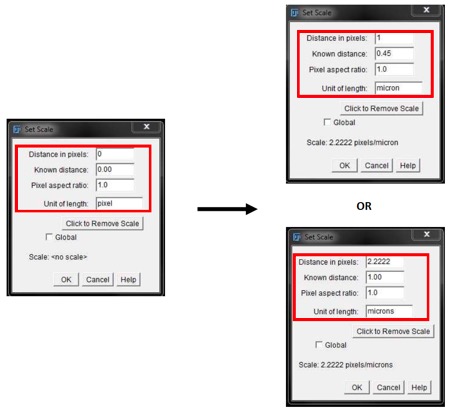 Set Scale
X
Distance in pixels: 0
Known distance: 0.00
Pixel aspect ratio: 1.0
Unit of length: pixel
Click to Remove Scale
Global
Scale: <no scale>
OK Cancel Help
Set Scale
X
Distance in pixels: 1
Known distance: 0.45
Pixel aspect ratio: 1.0
Unit of length: micron
Click to Remove Scale
Global
Scale: 2.2222 pixels/micron
OK Cancel Help
OR
Set Scale
X
Distance in pixels: 2.2222
Known distance: 1.00
Pixel aspect ratio: 1.0
Unit of length: microns
Click to Remove Scale
Global
Scale: 2.2222 pixels/microns
OK Cancel Help